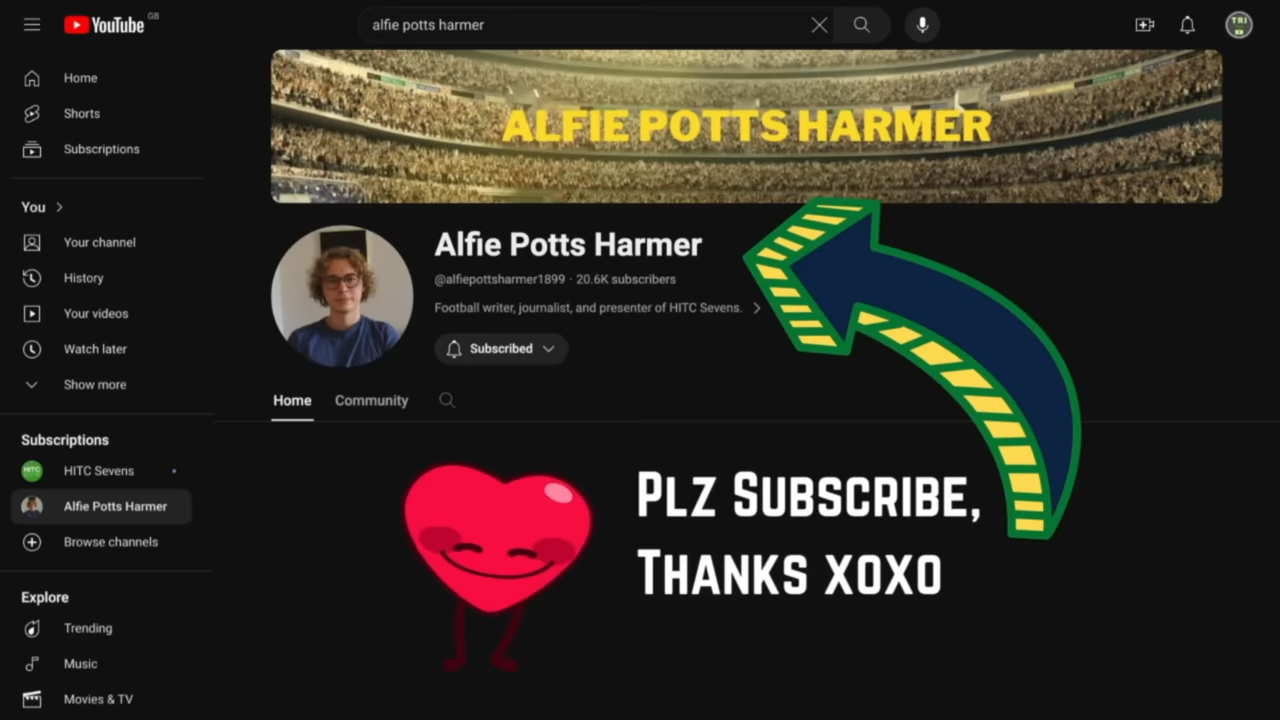 YouTube GB
alfie potts harmer
TRI
Home
Shorts
Subscriptions
ALFIE POTTS HARMER
You
Your channel
History
Your videos
Watch later
Show more
Alfie Potts Harmer
@alfiepottsharmer1899 · 20.6K subscribers
Football writer, journalist, and presenter of HITC Sevens.
Subscribed
Home Community
Subscriptions
HITC HITC Sevens
Alfie Potts Harmer
Browse channels
Explore
Trending
Music
Movies & TV
PLZ SUBSCRIBE,
THANKS XOXO